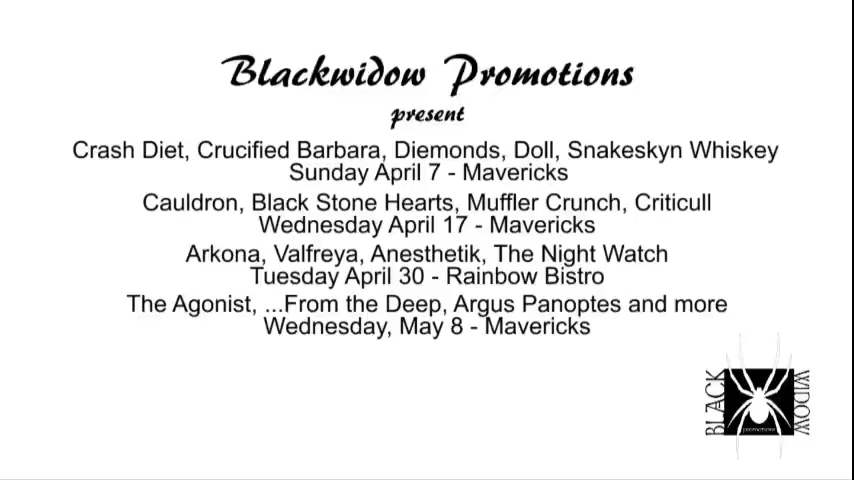 Blackwidow Promotions
present
Crash Diet, Crucified Barbara, Diemonds, Doll, Snakeskyn Whiskey
Sunday April 7 - Mavericks
Cauldron, Black Stone Hearts, Muffler Crunch, Criticull
Wednesday April 17 - Mavericks
Arkona, Valfreya, Anesthetik, The Night Watch
Tuesday April 30 - Rainbow Bistro
The Agonist, ...From the Deep, Argus Panoptes and more
Wednesday, May 8 - Mavericks
BLACK
WIDOW
promotions